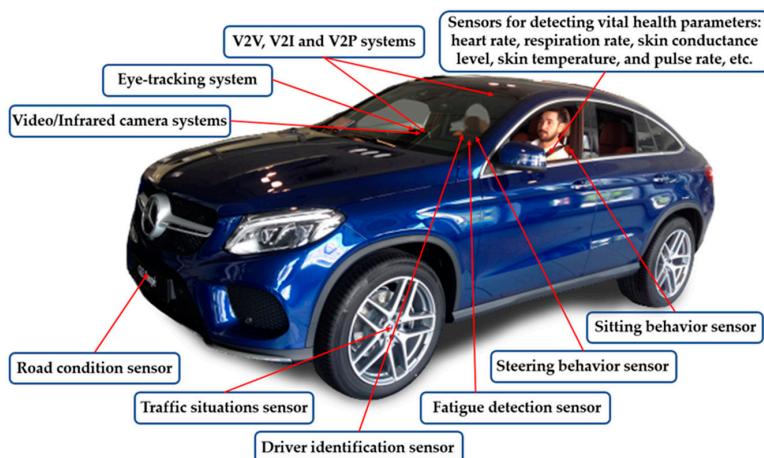 V2V, V2I and V2P systems
Sensors for detecting vital health parameters:
heart rate, respiration rate, skin conductance
level, skin temperature, and pulse rate, etc.
Eye-tracking system
Video/Infrared camera systems
Sitting behavior sensor
Road condition sensor
Steering behavior sensor
Traffic situations sensor
Fatigue detection sensor
Driver identification sensor